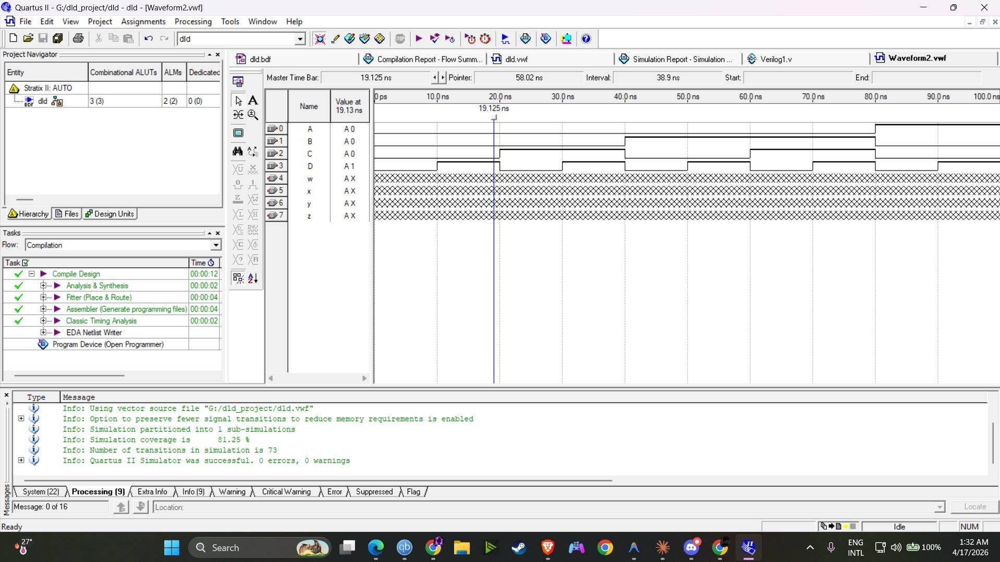 Quartus II - G:/dld_project/dld - dld - [Waveform2.vwf]
File Edit View Project Assignments Processing Tools Window Help
dld
Project Navigator
Entity Combinational ALUTs ALMs Dedicated
Stratix II: AUTO
dld 3 (3) 2 (2) 0 (0)
Hierarchy Files Design Units
Tasks
Flow: Compilation
Task Time
Compile Design 00:00:12
Analysis & Synthesis 00:00:02
Fitter (Place & Route) 00:00:04
Assembler (Generate programming files) 00:00:04
Classic Timing Analysis 00:00:02
EDA Netlist Writer
Program Device (Open Programmer)
dld.bdf Compilation Report - Flow Summ... dld.vwf Simulation Report - Simulation ... Verilog1.v Waveform2.vwf
Master Time Bar: 19.125 ns Pointer: 58.02 ns Interval: 38.9 ns Start: End:
Name Value at 19.13 ns
0 ps 10.0 ns 20.0 ns 30.0 ns 40.0 ns 50.0 ns 60.0 ns 70.0 ns 80.0 ns 90.0 ns 100.0 ns
19.125 ns
0 A A 0
1 B A 0
2 C A 0
3 D A 1
4 w A X
5 x A X
6 y A X
7 z A X
Type Message
Info: Using vector source file "G:/dld_project/dld.vwf"
Info: Option to preserve fewer signal transitions to reduce memory requirements is enabled
Info: Simulation partitioned into 1 sub-simulations
Info: Simulation coverage is 81.25 %
Info: Number of transitions in simulation is 73
Info: Quartus II Simulator was successful. 0 errors, 0 warnings
System (22) Processing (9) Extra Info Info (9) Warning Critical Warning Error Suppressed Flag
Messages
Message: 0 of 16 Location: Locate
Ready Idle NUM
27°
Search
ENG
INTL
100%
1:32 AM
4/17/2026